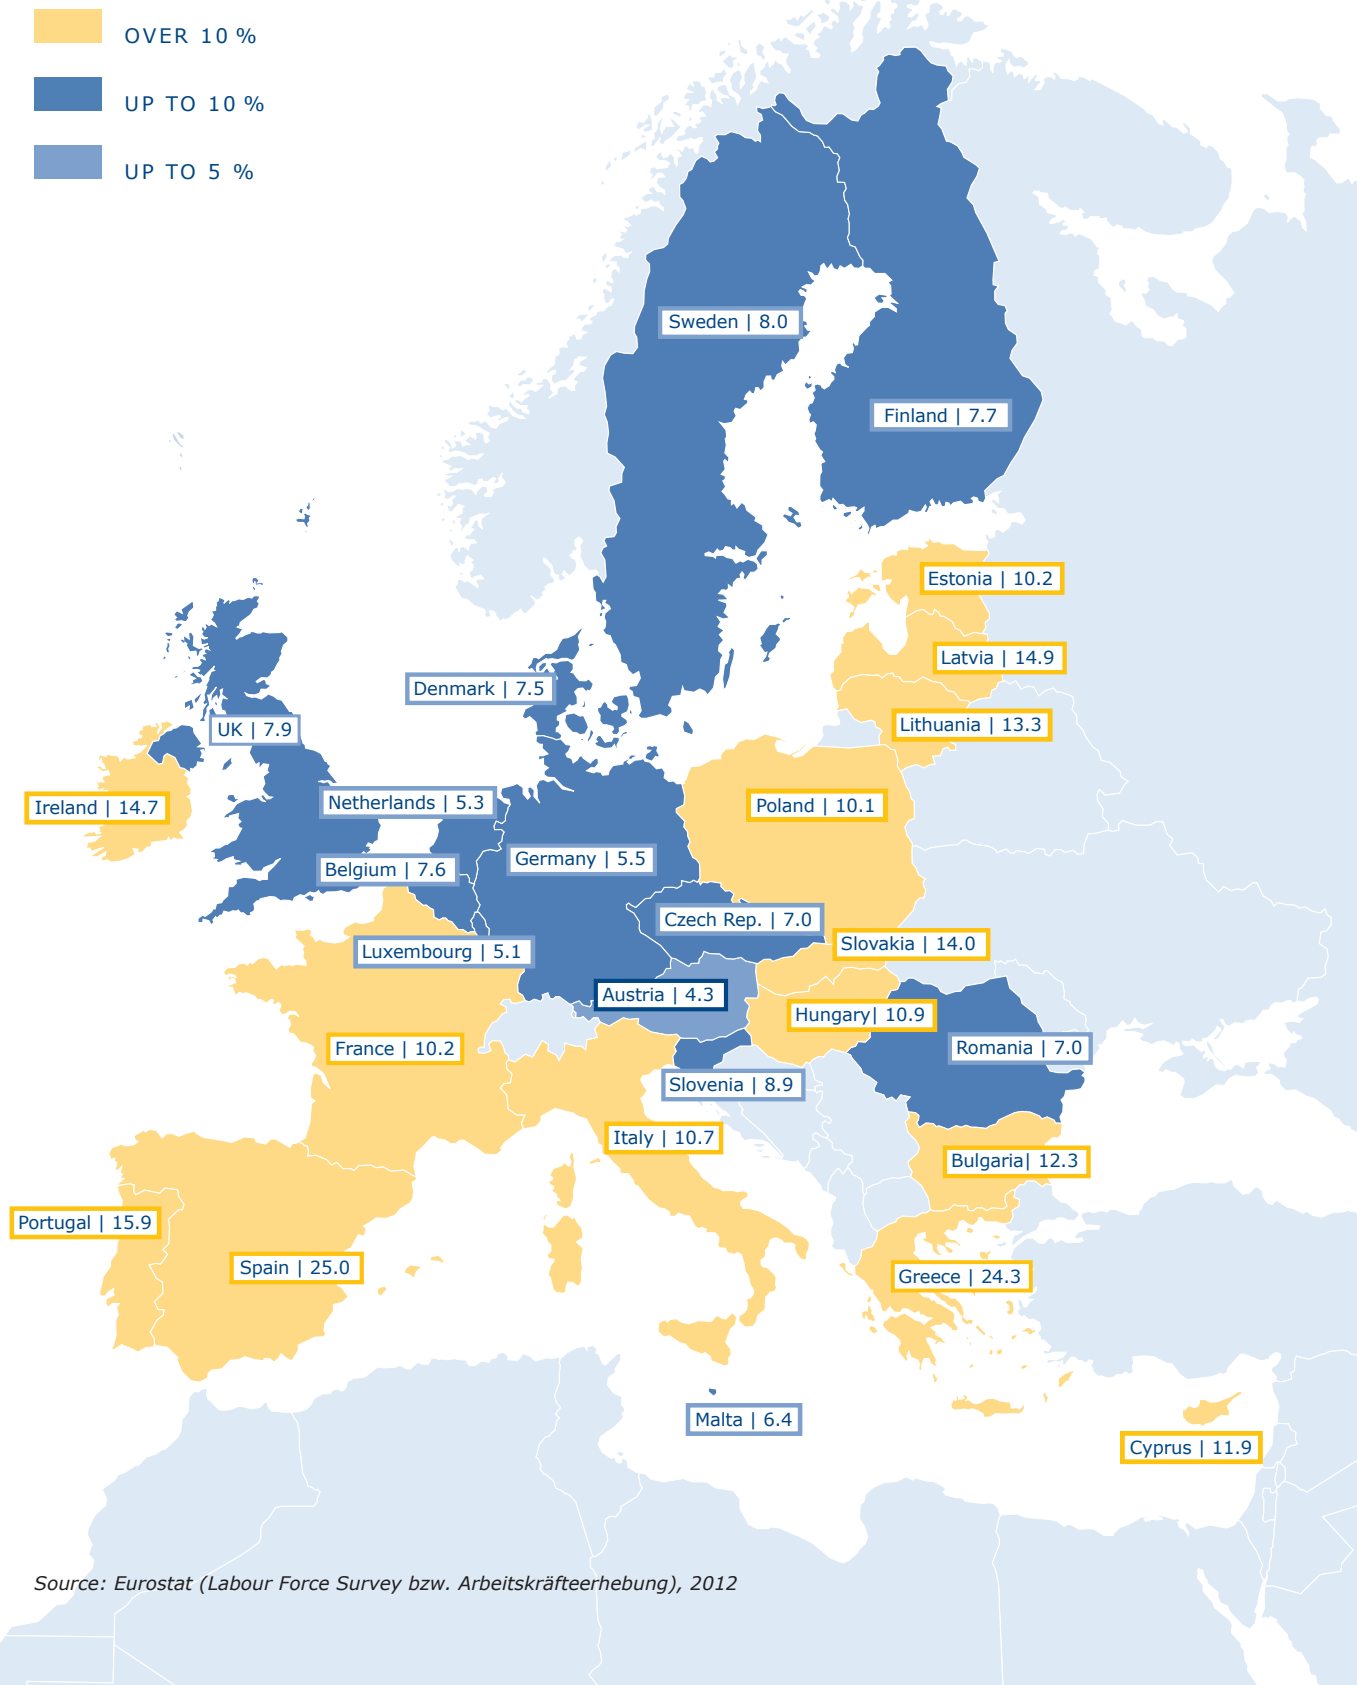 OVER 10 %
UP TO 10 %
UP TO 5 %
Sweden | 8.0
Finland | 7.7
Estonia | 10.2
Latvia | 14.9
Denmark | 7.5
Lithuania | 13.3
UK | 7.9
Netherlands | 5.3
Poland | 10.1
Ireland | 14.7
Germany | 5.5
Belgium | 7.6
Czech Rep. | 7.0
Slovakia | 14.0
Luxembourg | 5.1
Austria | 4.3
Hungary| 10.9
France | 10.2
Romania | 7.0
Slovenia | 8.9
Italy | 10.7
Bulgaria| 12.3
Portugal | 15.9
Spain | 25.0
Greece | 24.3
Malta | 6.4
Cyprus | 11.9
Source: Eurostat (Labour Force Survey bzw. Arbeitskräfteerhebung), 2012